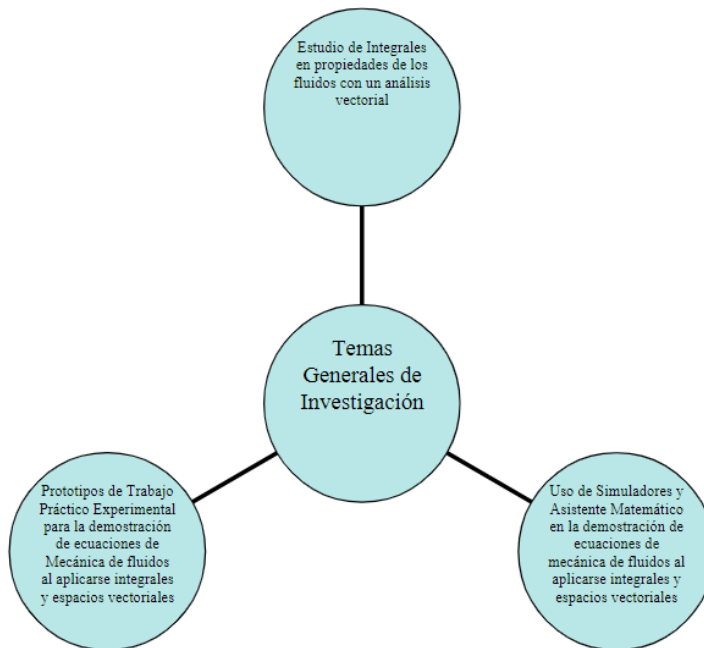 Estudio de Integrales
en propiedades de los
fluidos con un análisis
vectorial
Temas
Generales de
Investigación
Prototipos de Trabajo
Práctico Experimental
para la demostración
de ecuaciones de
Mecánica de fluidos
al aplicarse integrales
y espacios vectoriales
Uso de Simuladores y
Asistente Matemático
en la demostración de
ecuaciones de
mecánica de fluidos al
aplicarse integrales y
espacios vectoriales